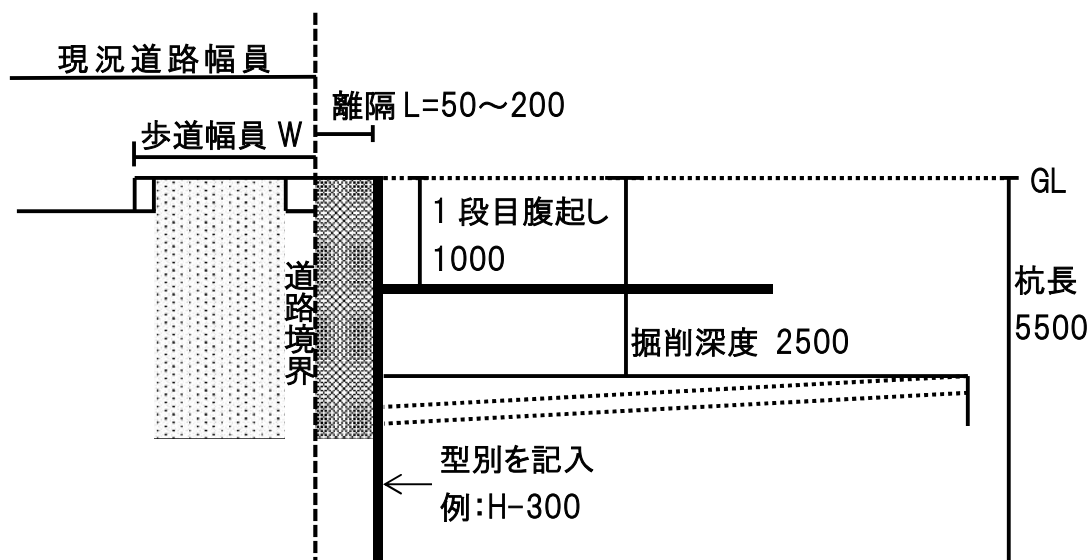 現況道路幅員
離隔 L=50～200
歩道幅員 W
GL
1 段目腹起し
1000
道路境界
杭長
5500
掘削深度 2500
型別を記入
例：H-300